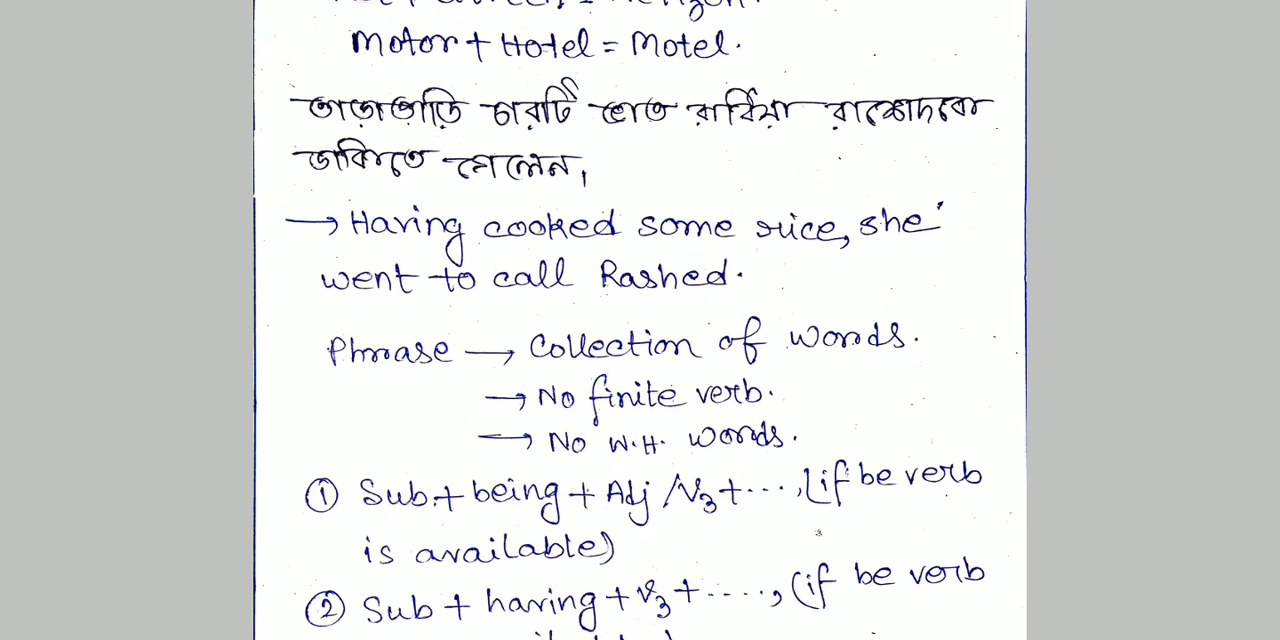 Motor + Hotel = Motel.
তাড়াতাড়ি চারটি ভাত রাঁধিয়া রাশেদকে
ডাকিতে গেলেন,
→ Having cooked some rice, she
went to call Rashed.
Phrase → Collection of words.
→ No finite verb.
→ No W.H. words.
① Sub + being + Adj /V₃ + ..., (if be verb
is available)
② Sub + having + V₃ + ...., (if be verb